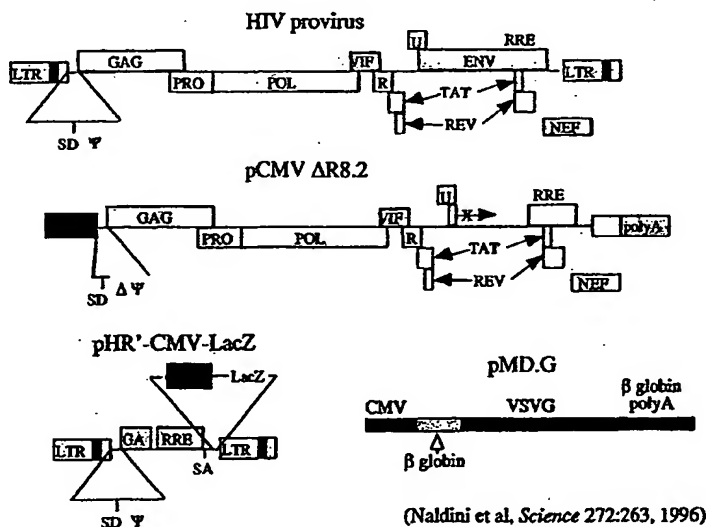 HIV provirus
RRE
U
GAG
VIF
ENV
LTR
LTR
PRO
POL
R
TAT
REV
NEF
SD Ψ
pCMV ΔR8.2
U
RRE
GAG
VIF
X
polyA
PRO
POL
R
TAT
REV
NEF
SD
Δ Ψ
pHR'-CMV-LacZ
LacZ
GA
RRE
LTR
LTR
SA
SD Ψ
pMD.G
CMV
VSVG
β globin
polyA
β globin
(Naldini et al, Science 272:263, 1996)